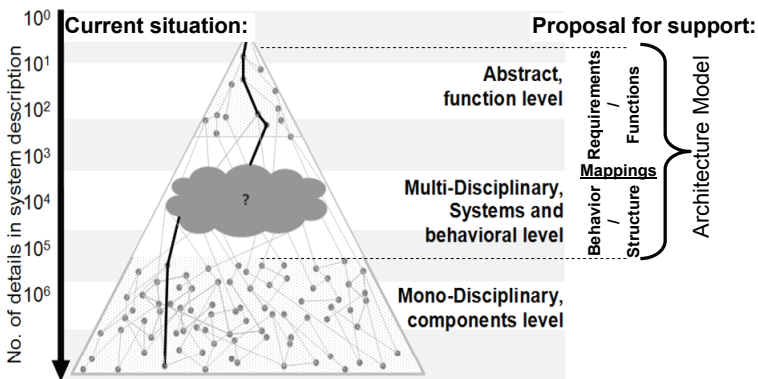 Current situation:
Proposal for support:
No. of details in system description
10⁰
10¹
10²
10³
10⁴
10⁵
10⁶
?
Abstract,
function level
Multi-Disciplinary,
Systems and
behavioral level
Mono-Disciplinary,
components level
Requirements
/
Functions
Mappings
Behavior
/
Structure
Architecture Model